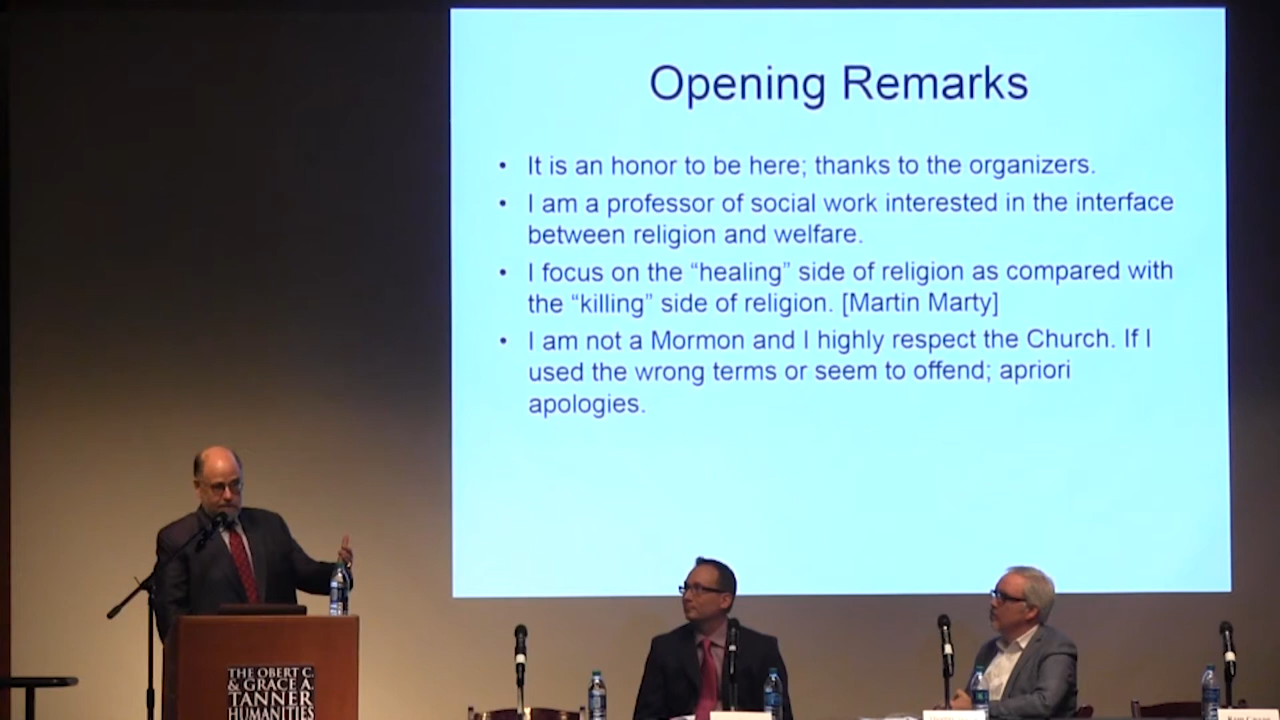 Opening Remarks
• It is an honor to be here; thanks to the organizers.
• I am a professor of social work interested in the interface
between religion and welfare.
• I focus on the “healing” side of religion as compared with
the “killing” side of religion. [Martin Marty]
• I am not a Mormon and I highly respect the Church. If I
used the wrong terms or seem to offend; apriori
apologies.
THE OBERT C.
& GRACE A.
TANNER
HUMANITIES